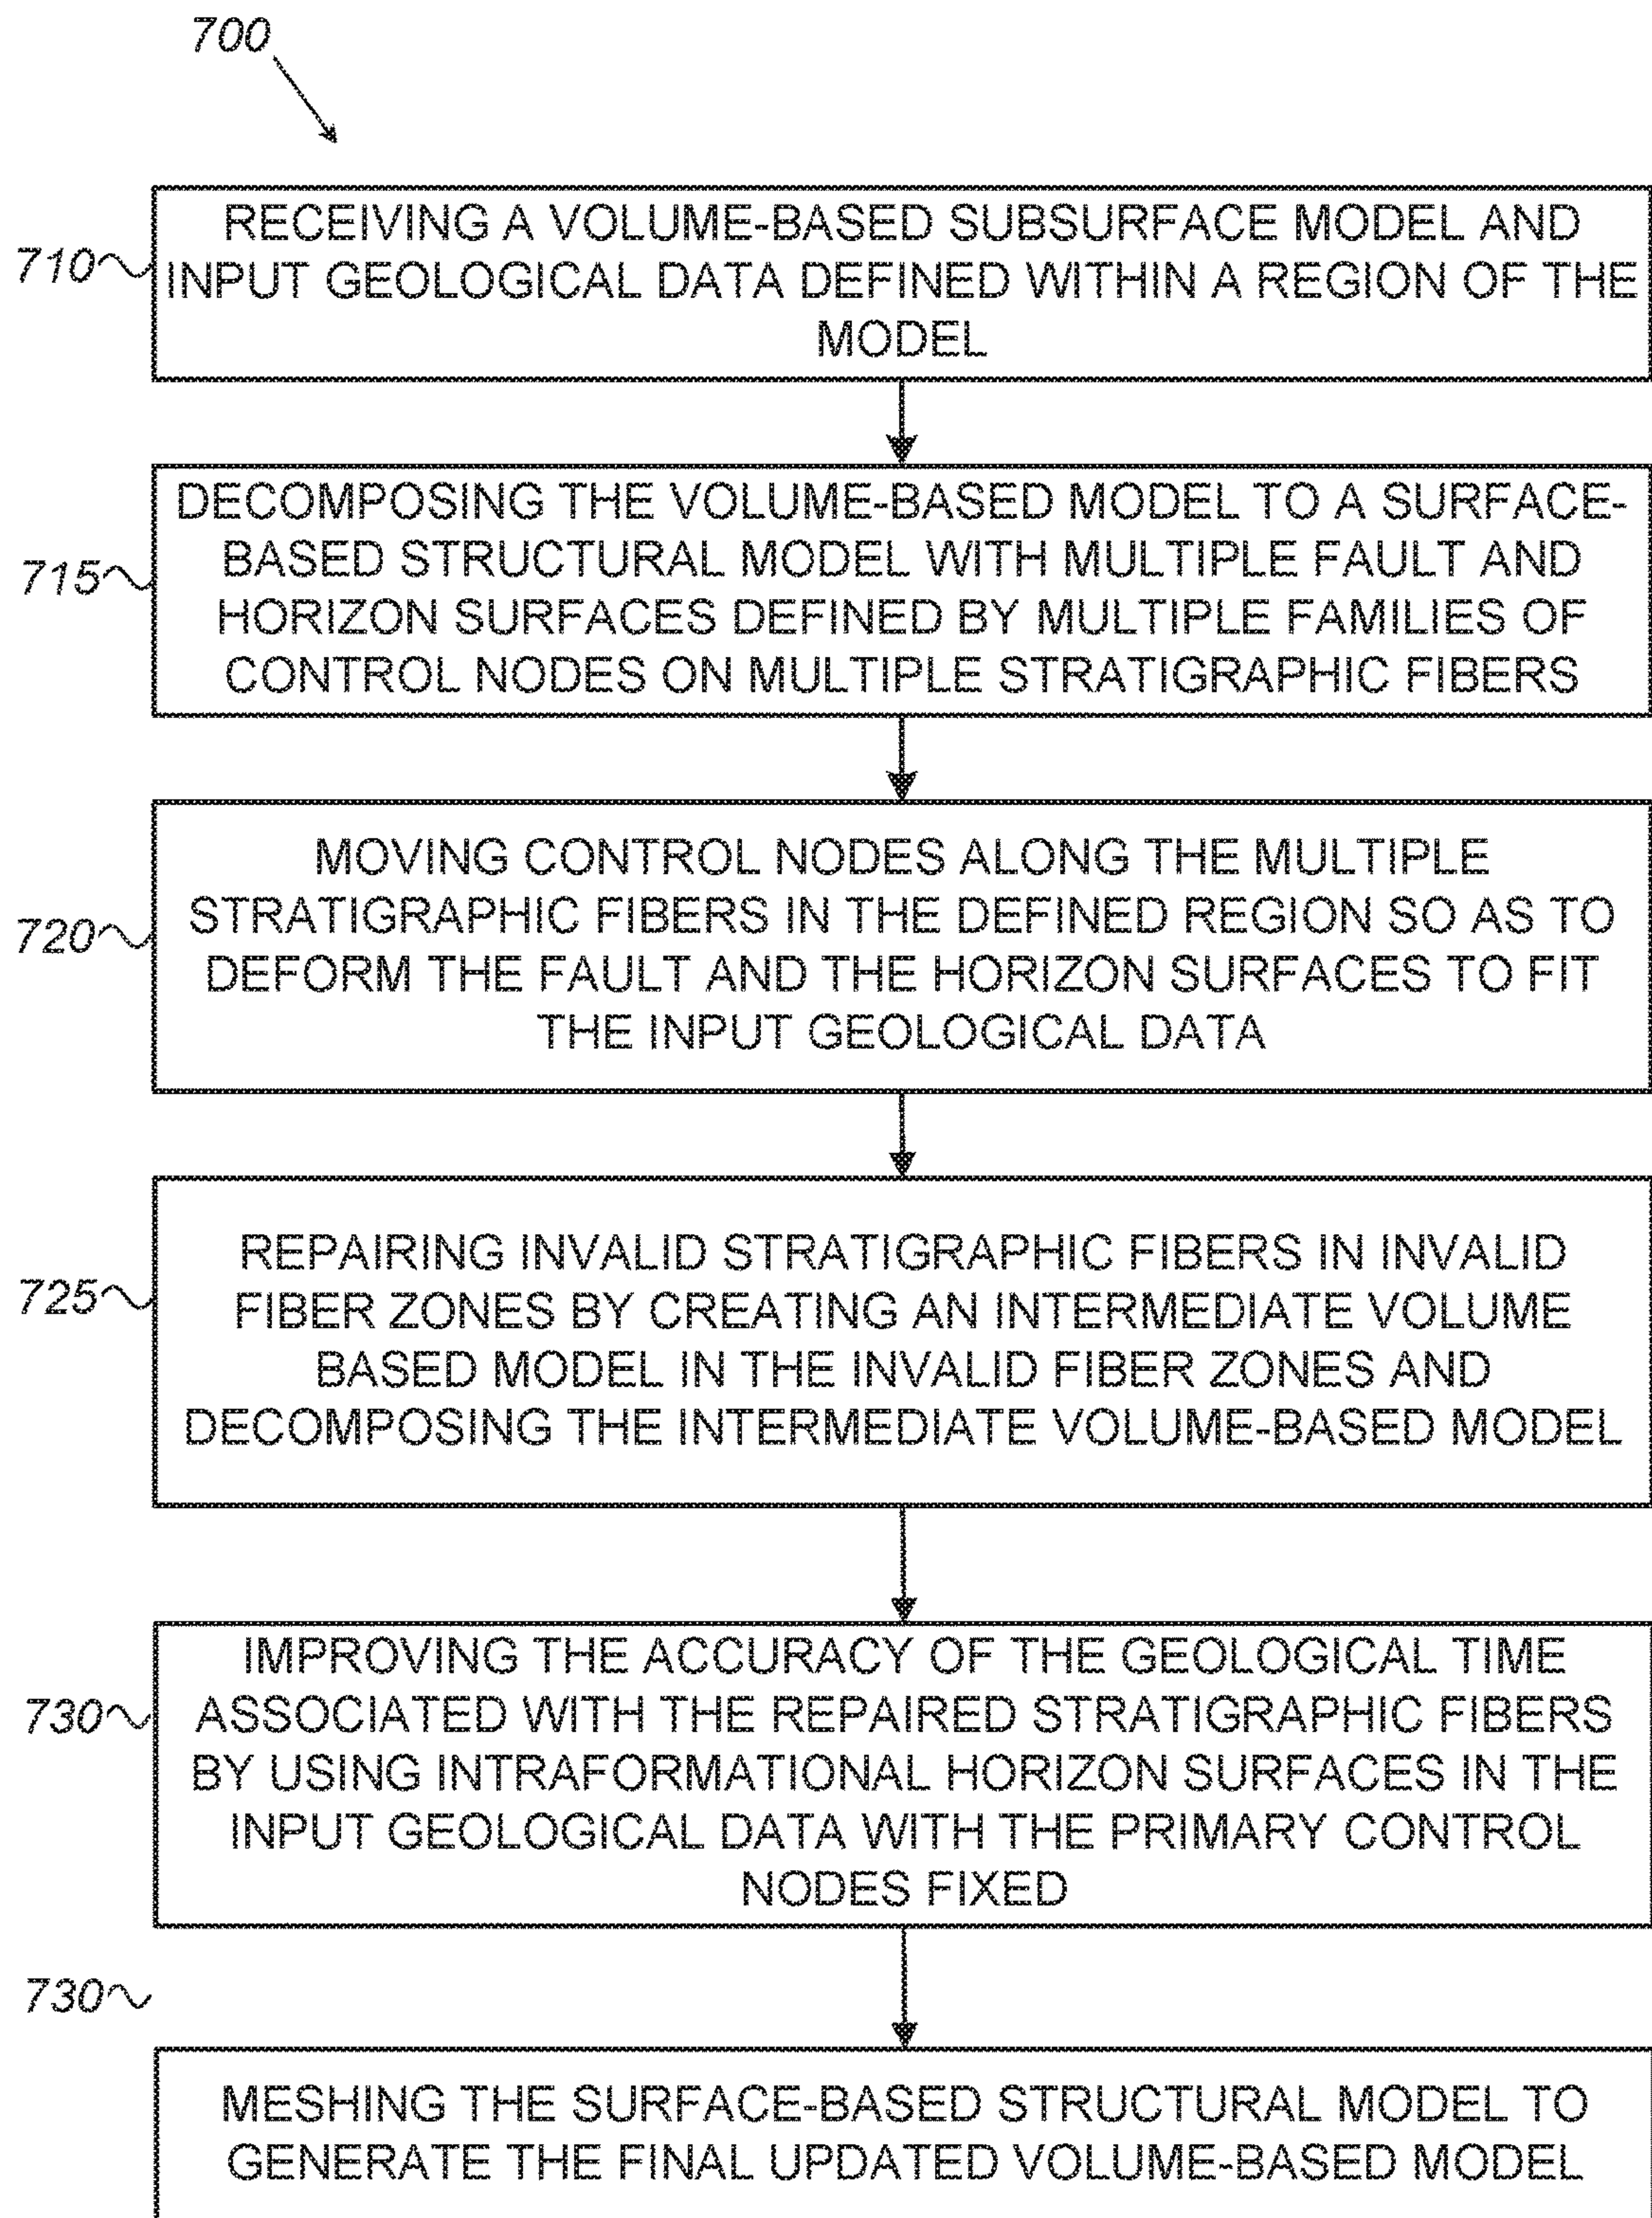 700
710
RECEIVING A VOLUME-BASED SUBSURFACE MODEL AND
INPUT GEOLOGICAL DATA DEFINED WITHIN A REGION OF THE
MODEL
715
DECOMPOSING THE VOLUME-BASED MODEL TO A SURFACE-
BASED STRUCTURAL MODEL WITH MULTIPLE FAULT AND
HORIZON SURFACES DEFINED BY MULTIPLE FAMILIES OF
CONTROL NODES ON MULTIPLE STRATIGRAPHIC FIBERS
720
MOVING CONTROL NODES ALONG THE MULTIPLE
STRATIGRAPHIC FIBERS IN THE DEFINED REGION SO AS TO
DEFORM THE FAULT AND THE HORIZON SURFACES TO FIT
THE INPUT GEOLOGICAL DATA
725
REPAIRING INVALID STRATIGRAPHIC FIBERS IN INVALID
FIBER ZONES BY CREATING AN INTERMEDIATE VOLUME
BASED MODEL IN THE INVALID FIBER ZONES AND
DECOMPOSING THE INTERMEDIATE VOLUME-BASED MODEL
730
IMPROVING THE ACCURACY OF THE GEOLOGICAL TIME
ASSOCIATED WITH THE REPAIRED STRATIGRAPHIC FIBERS
BY USING INTRAFORMATIONAL HORIZON SURFACES IN THE
INPUT GEOLOGICAL DATA WITH THE PRIMARY CONTROL
NODES FIXED
730
MESHING THE SURFACE-BASED STRUCTURAL MODEL TO
GENERATE THE FINAL UPDATED VOLUME-BASED MODEL